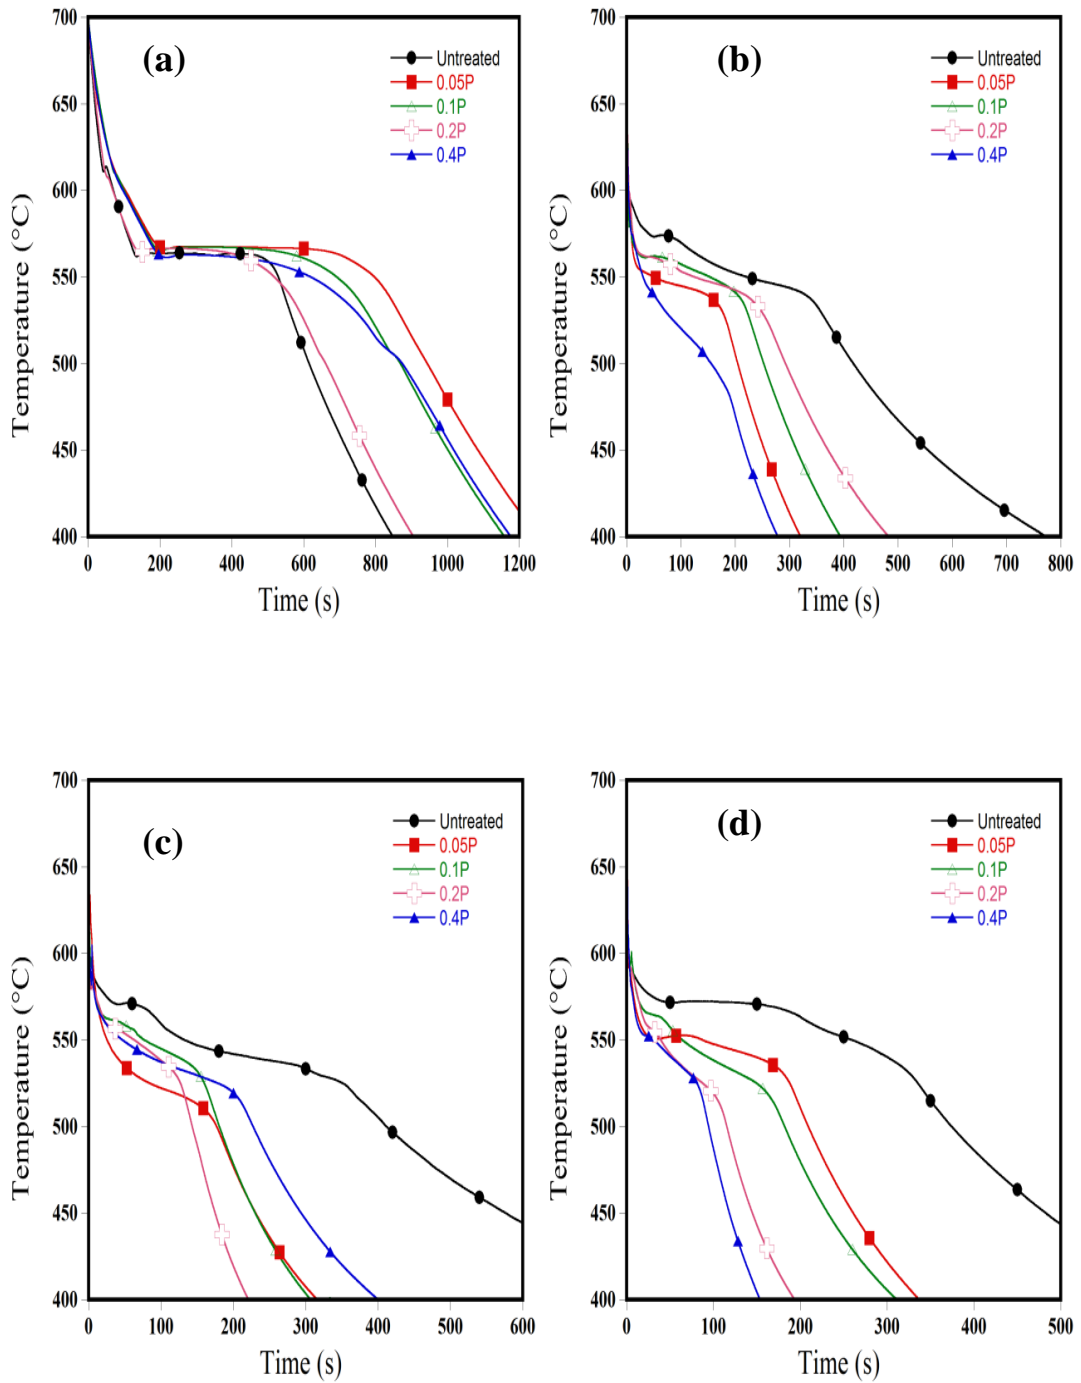 700
650
600
550
500
450
400
Temperature (°C)
(a)
Untreated
0.05P
0.1P
0.2P
0.4P
0 200 400 600 800 1000 1200
Time (s)
700
650
600
550
500
450
400
Temperature (°C)
(b)
Untreated
0.05P
0.1P
0.2P
0.4P
0 100 200 300 400 500 600 700 800
Time (s)
700
650
600
550
500
450
400
Temperature (°C)
(c)
Untreated
0.05P
0.1P
0.2P
0.4P
0 100 200 300 400 500 600
Time (s)
700
650
600
550
500
450
400
Temperature (°C)
(d)
Untreated
0.05P
0.1P
0.2P
0.4P
0 100 200 300 400 500
Time (s)